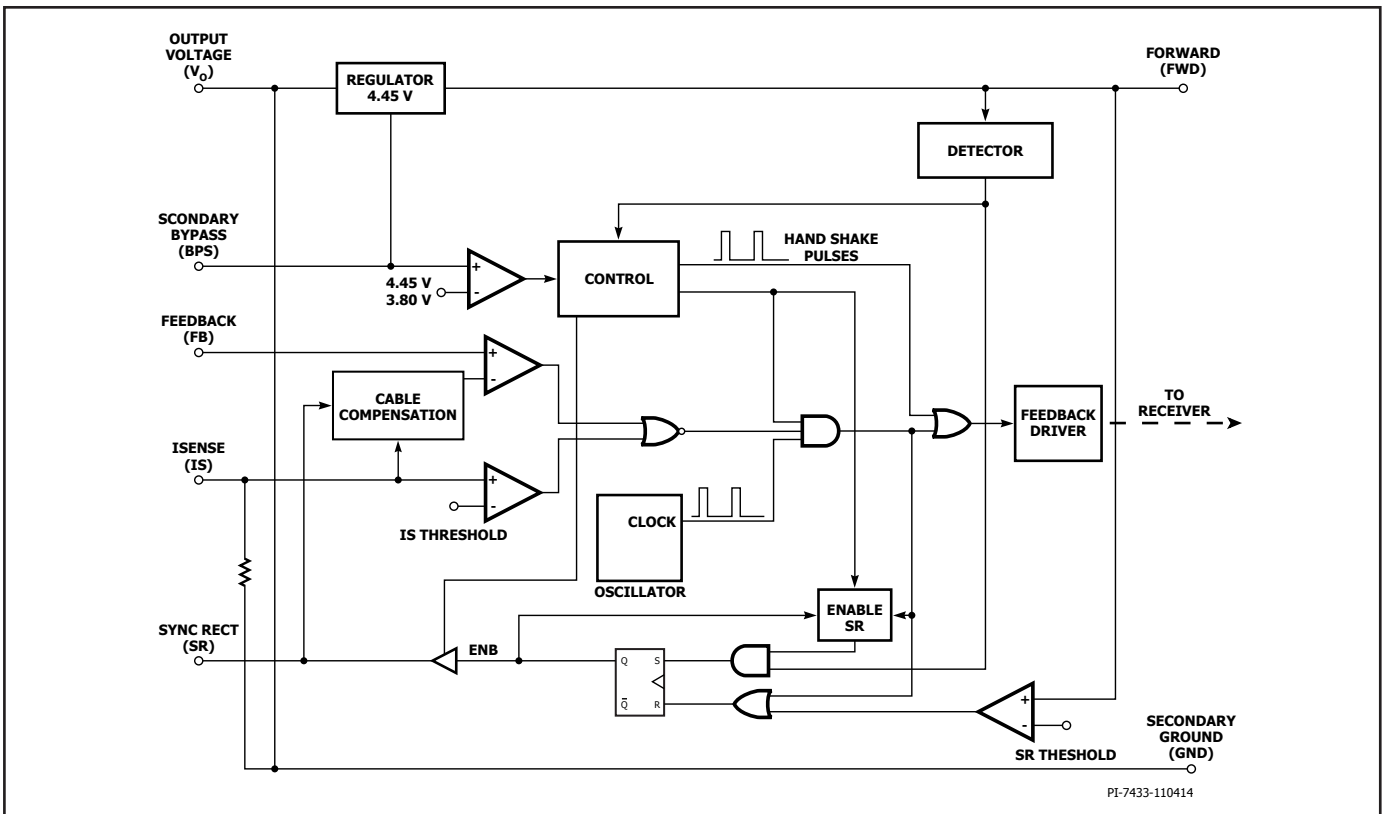 OUTPUT
VOLTAGE
(VO)
REGULATOR
4.45 V
FORWARD
(FWD)
DETECTOR
SCONDARY
BYPASS
(BPS)
4.45 V
3.80 V
+
-
CONTROL
HAND SHAKE
PULSES
FEEDBACK
(FB)
+
-
CABLE
COMPENSATION
FEEDBACK
DRIVER
TO
RECEIVER
ISENSE
(IS)
+
-
IS THRESHOLD
CLOCK
OSCILLATOR
ENABLE
SR
SYNC RECT
(SR)
ENB
Q
S
Q̅
R
+
-
SR THESHOLD
SECONDARY
GROUND
(GND)
PI-7433-110414